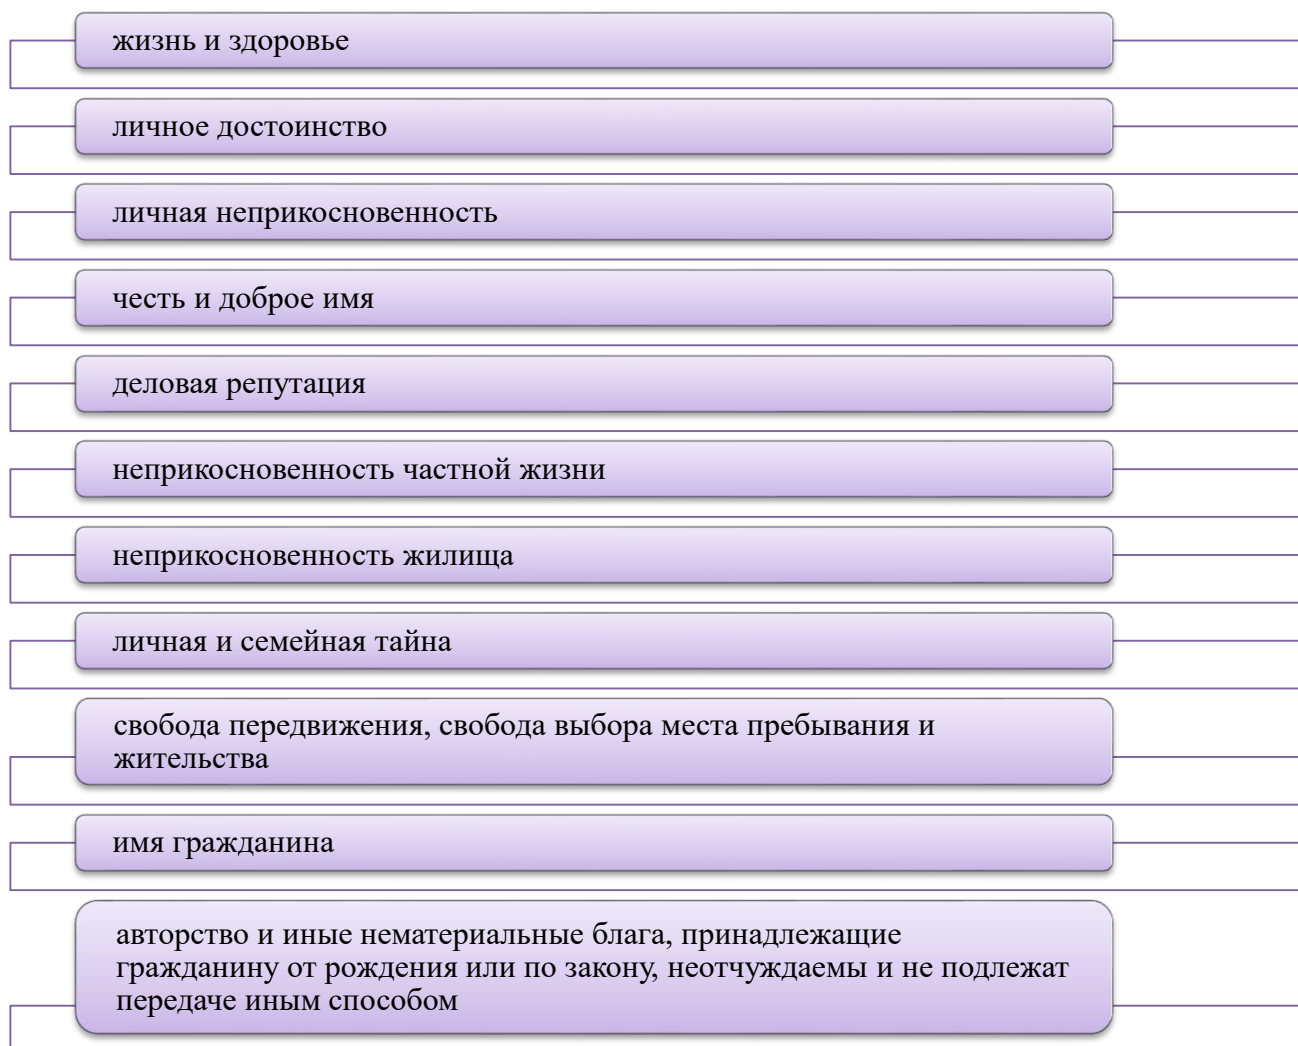 жизнь и здоровье
личное достоинство
личная неприкосновенность
честь и доброе имя
деловая репутация
неприкосновенность частной жизни
неприкосновенность жилища
личная и семейная тайна
свобода передвижения, свобода выбора места пребывания и
жительства
имя гражданина
авторство и иные нематериальные блага, принадлежащие
гражданину от рождения или по закону, неотчуждаемы и не подлежат
передаче иным способом